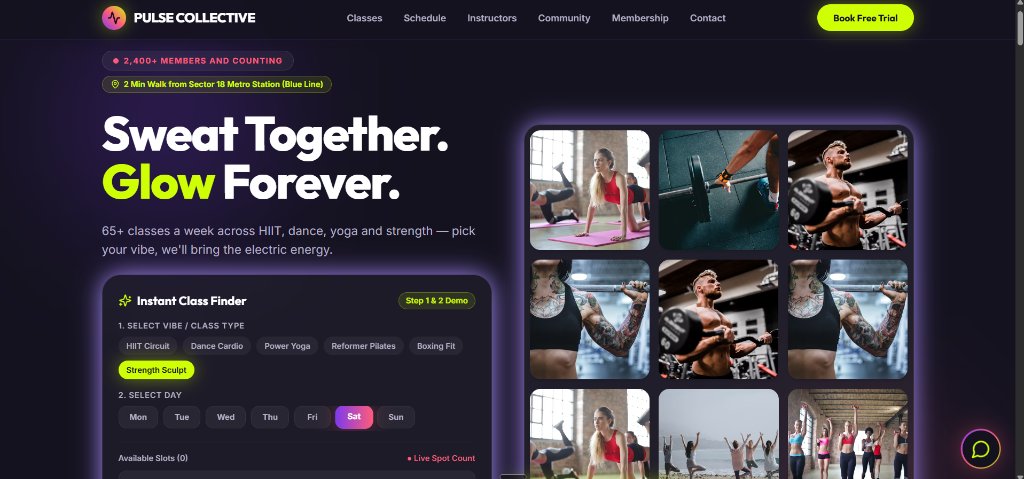 PULSE COLLECTIVE
Classes Schedule Instructors Community Membership Contact
Book Free Trial
2,400+ MEMBERS AND COUNTING
2 Min Walk from Sector 18 Metro Station (Blue Line)
Sweat Together.
Glow Forever.
65+ classes a week across HIIT, dance, yoga and strength — pick
your vibe, we'll bring the electric energy.
Instant Class Finder
Step 1 & 2 Demo
1. SELECT VIBE / CLASS TYPE
HIIT Circuit Dance Cardio Power Yoga Reformer Pilates Boxing Fit
Strength Sculpt
2. SELECT DAY
Mon Tue Wed Thu Fri Sat Sun
Available Slots (0)
● Live Spot Count